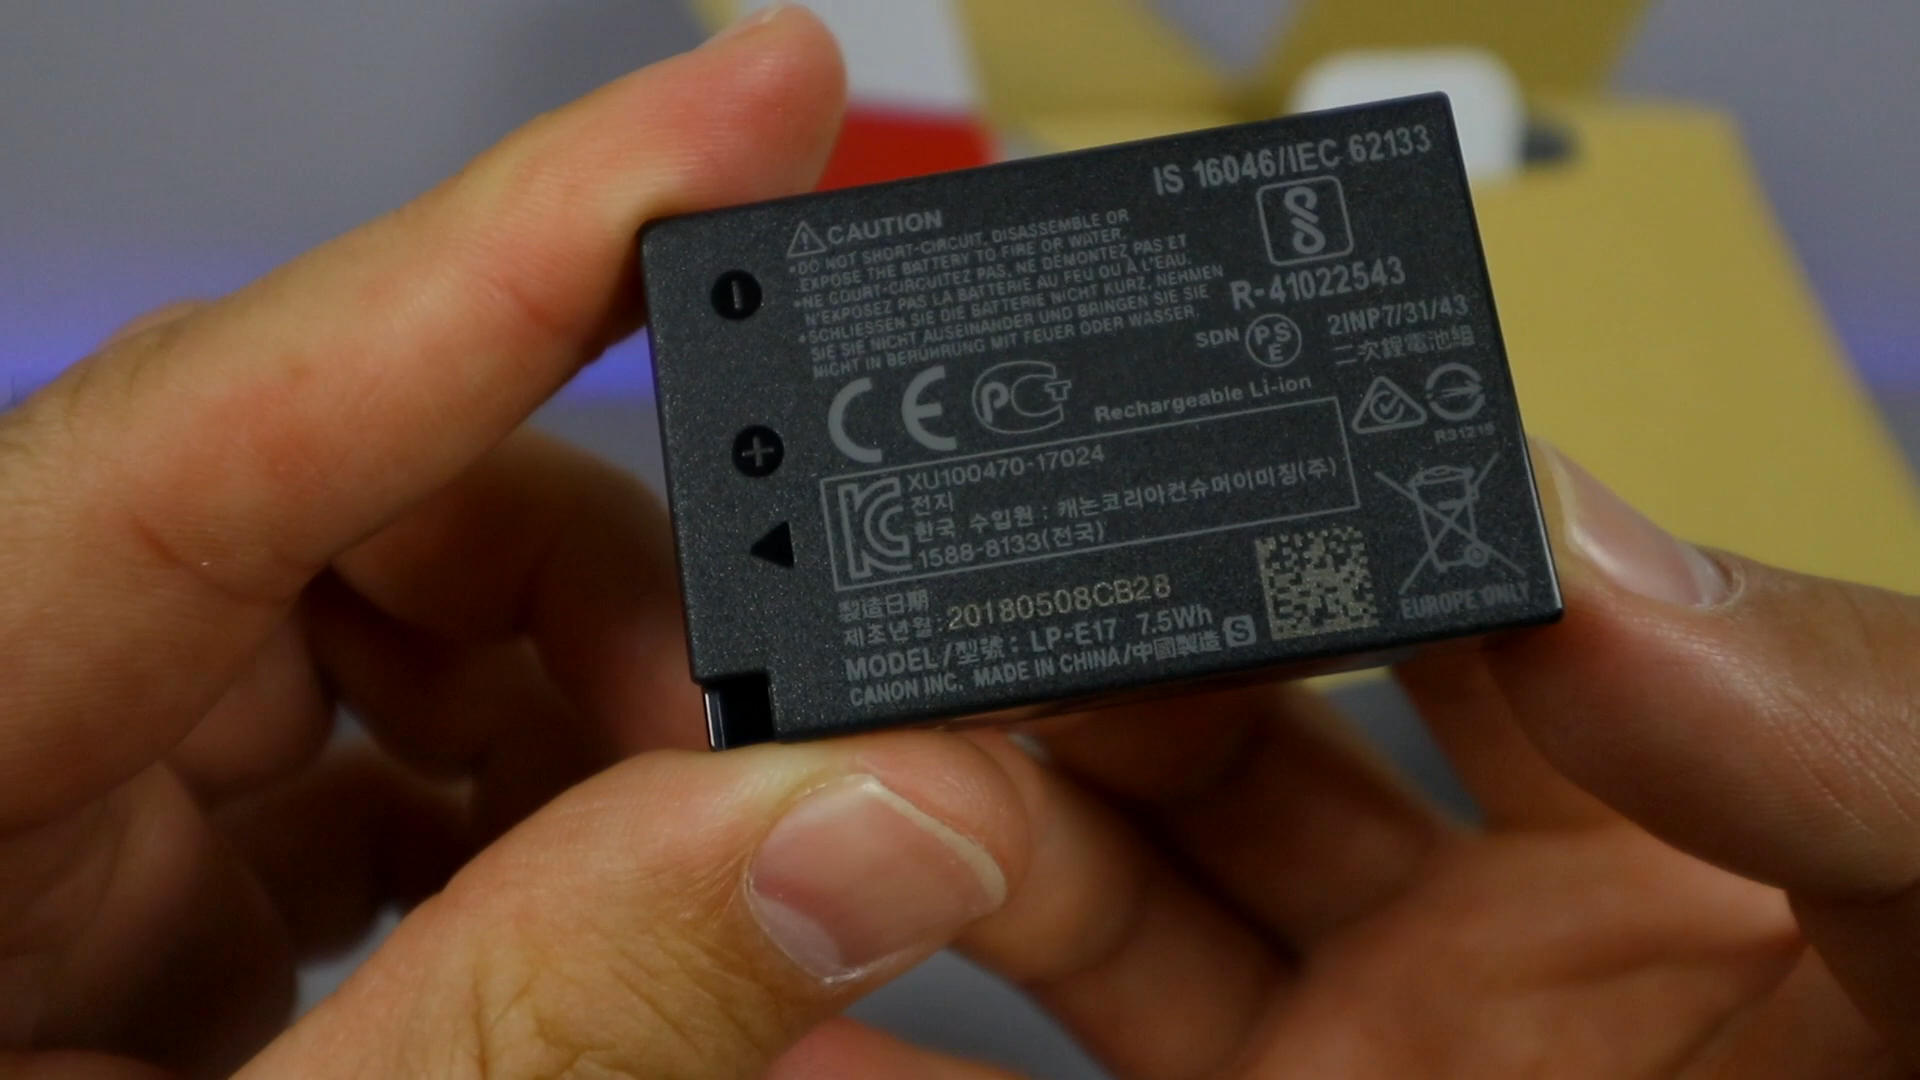 IS 16046/IEC 62133
CAUTION
•DO NOT SHORT-CIRCUIT, DISASSEMBLE OR
EXPOSE THE BATTERY TO FIRE OR WATER.
•NE COURT-CIRCUITEZ PAS, NE DÉMONTEZ PAS ET
N'EXPOSEZ PAS LA BATTERIE AU FEU OU À L'EAU.
•SCHLIESSEN SIE DIE BATTERIE NICHT KURZ, NEHMEN
SIE SIE NICHT AUSEINANDER UND BRINGEN SIE SIE
NICHT IN BERÜHRUNG MIT FEUER ODER WASSER.
R-41022543
SDN PSE
2INP7/31/43
二次鋰電池組
CE PCT
Rechargeable Li-ion
R31215
XU100470-17024
전지
한국 수입원 : 캐논코리아컨슈머이미징(주)
1588-8133(전국)
製造日期
제조년월: 20180508CB28
MODEL/型號: LP-E17 7.5Wh
CANON INC. MADE IN CHINA/中國製造 S
EUROPE ONLY